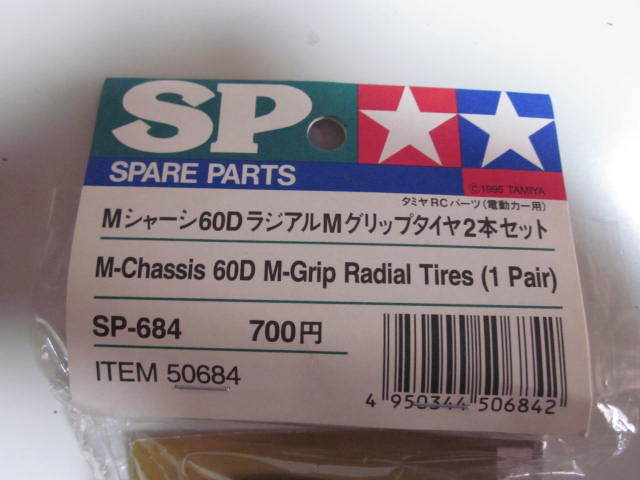 SP
SPARE PARTS
©1995 TAMIYA
タミヤRCパーツ(電動カー用)
Mシャーシ60DラジアルMグリップタイヤ2本セット
M-Chassis 60D M-Grip Radial Tires (1 Pair)
SP-684 700円
ITEM 50684
4 950344 506842